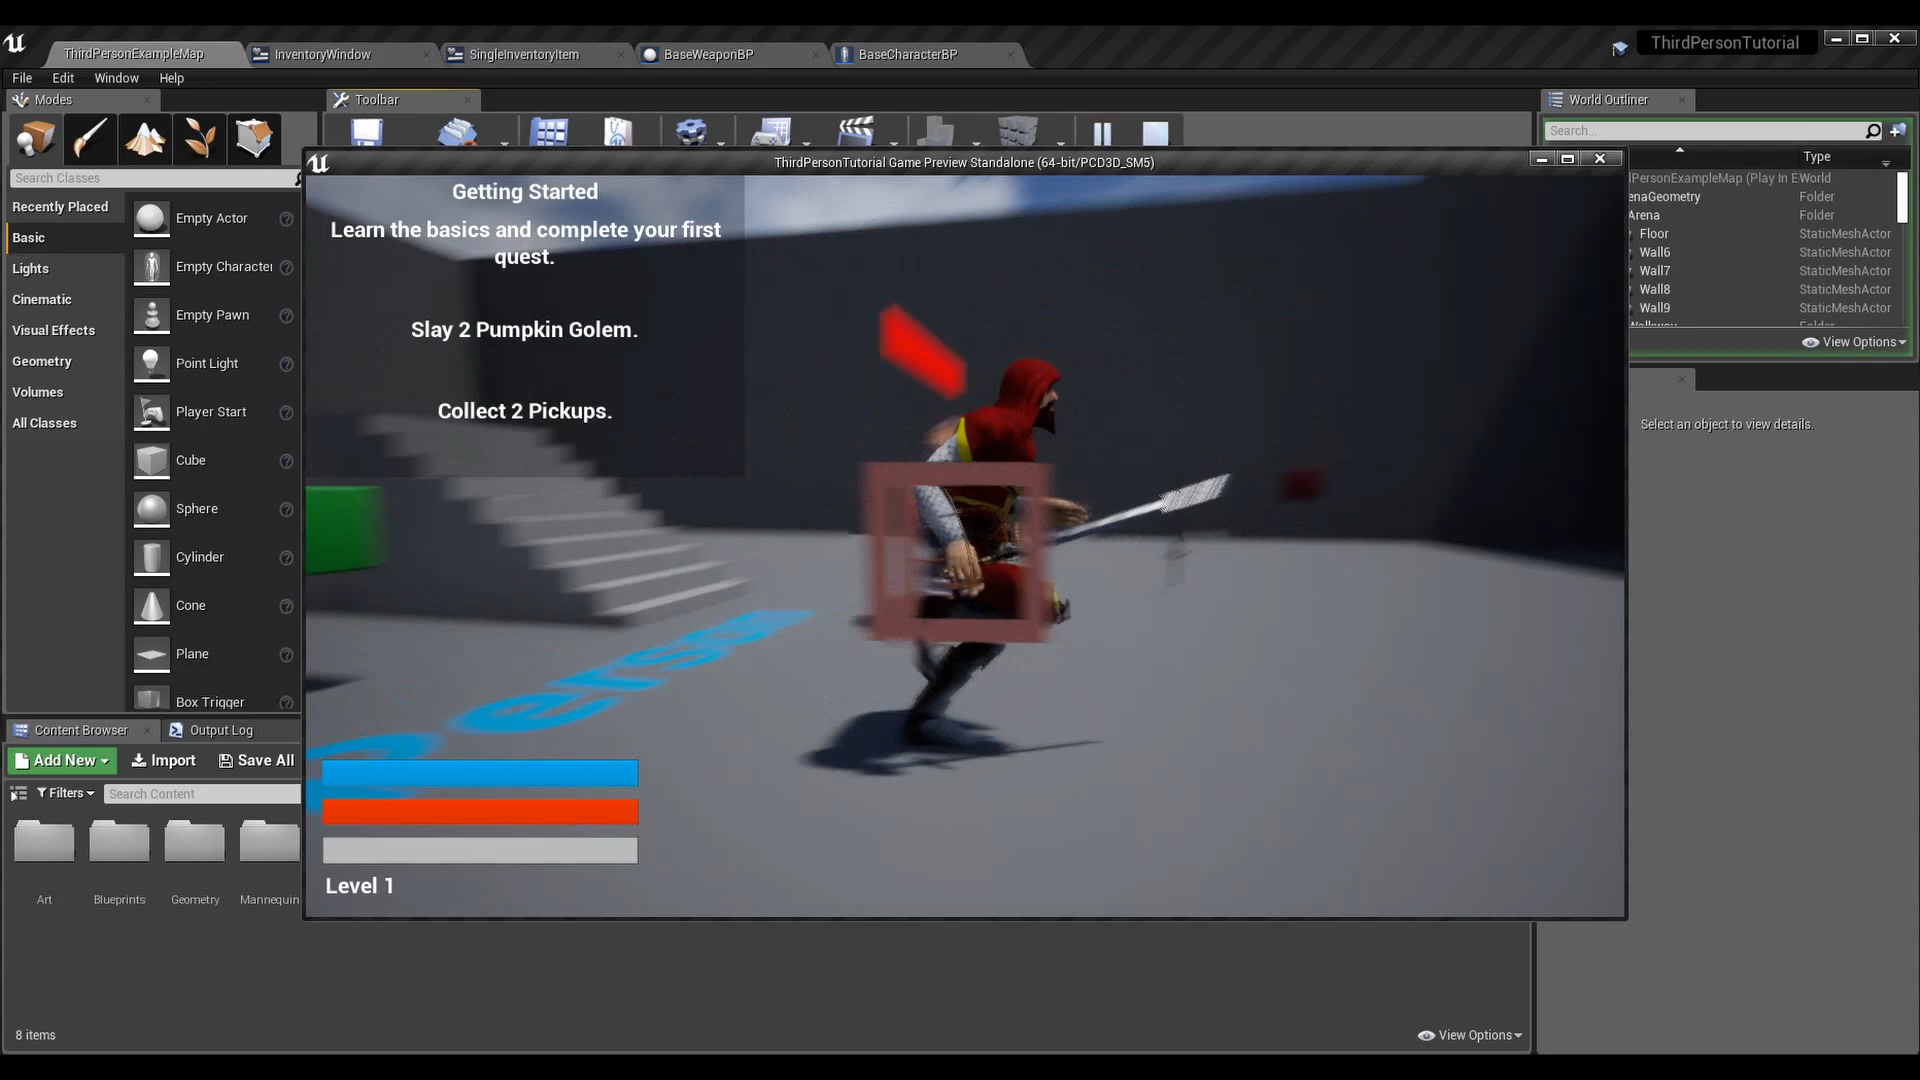 ThirdPersonExampleMap
InventoryWindow
SingleInventoryItem
BaseWeaponBP
BaseCharacterBP
ThirdPersonTutorial
File Edit Window Help
Modes
Toolbar
World Outliner
Search...
Type
ThirdPersonTutorial Game Preview Standalone (64-bit/PCD3D_SM5)
Search Classes
Recently Placed
Basic
Lights
Cinematic
Visual Effects
Geometry
Volumes
All Classes
Empty Actor
Empty Character
Empty Pawn
Point Light
Player Start
Cube
Sphere
Cylinder
Cone
Plane
Box Trigger
Getting Started
Learn the basics and complete your first
quest.
Slay 2 Pumpkin Golem.
Collect 2 Pickups.
Level 1
PersonExampleMap (Play In E World
enaGeometry Folder
Arena Folder
Floor StaticMeshActor
Wall6 StaticMeshActor
Wall7 StaticMeshActor
Wall8 StaticMeshActor
Wall9 StaticMeshActor
View Options
Select an object to view details.
Content Browser
Output Log
Add New Import Save All
Filters
Search Content
Art
Blueprints
Geometry
Mannequin
8 items
View Options